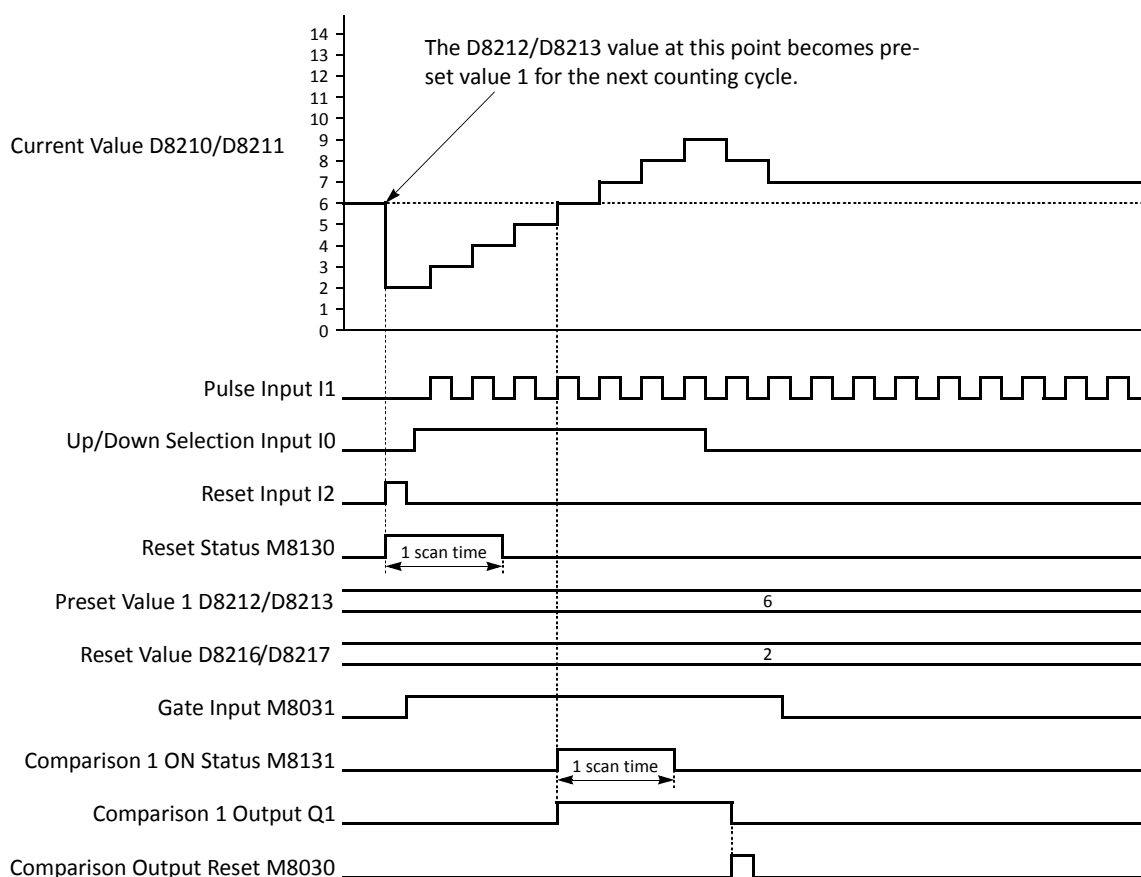 14
13
12
11
10
9
8
7
6
5
4
3
2
1
0
The D8212/D8213 value at this point becomes pre-
set value 1 for the next counting cycle.
Current Value D8210/D8211
Pulse Input I1
Up/Down Selection Input I0
Reset Input I2
Reset Status M8130
1 scan time
Preset Value 1 D8212/D8213
6
Reset Value D8216/D8217
2
Gate Input M8031
Comparison 1 ON Status M8131
1 scan time
Comparison 1 Output Q1
Comparison Output Reset M8030